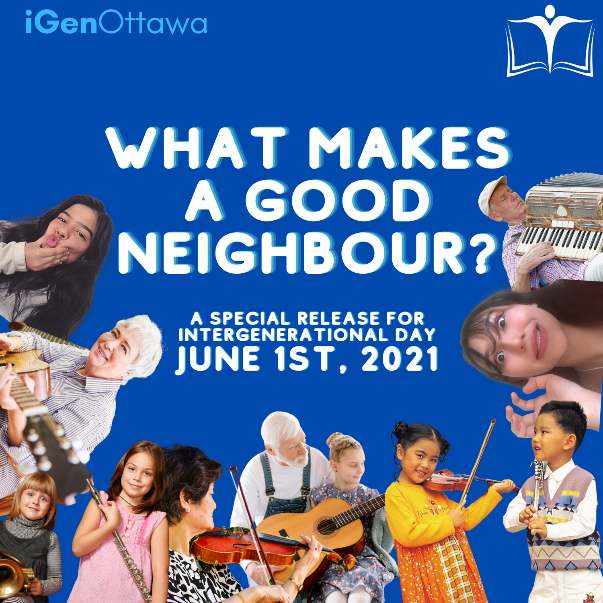 iGenOttawa
WHAT MAKES
A GOOD
NEIGHBOUR?
A SPECIAL RELEASE FOR
INTERGENERATIONAL DAY
JUNE 1ST, 2021